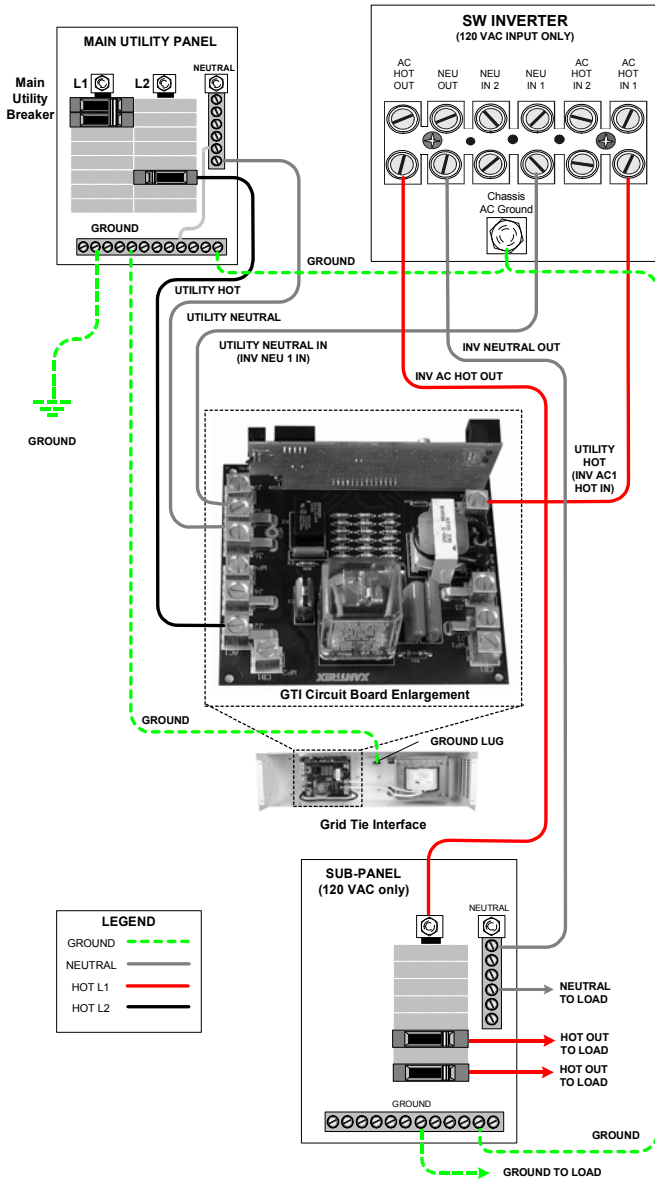 MAIN UTILITY PANEL
Main
Utility
Breaker
L1
L2
NEUTRAL
GROUND
SW INVERTER
(120 VAC INPUT ONLY)
AC
HOT
OUT
NEU
OUT
NEU
IN 2
NEU
IN 1
AC
HOT
IN 2
AC
HOT
IN 1
Chassis
AC Ground
GROUND
UTILITY HOT
UTILITY NEUTRAL
UTILITY NEUTRAL IN
(INV NEU 1 IN)
INV NEUTRAL OUT
INV AC HOT OUT
GROUND
UTILITY
HOT
(INV AC1
HOT IN)
XANTREX
GTI Circuit Board Enlargement
GROUND
GROUND LUG
Grid Tie Interface
SUB-PANEL
(120 VAC only)
NEUTRAL
LEGEND
GROUND
NEUTRAL
HOT L1
HOT L2
NEUTRAL
TO LOAD
HOT OUT
TO LOAD
HOT OUT
TO LOAD
GROUND
GROUND
GROUND TO LOAD